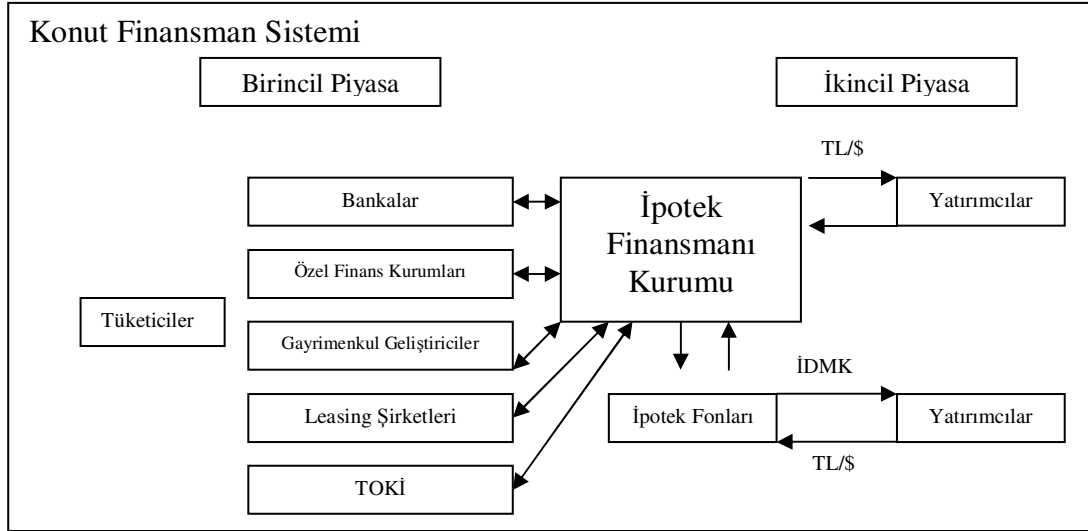 Konut Finansman Sistemi
Birincil Piyasa
İkincil Piyasa
TL/$
Bankalar
İpotek
Finansmanı
Kurumu
Yatırımcılar
Özel Finans Kurumları
Tüketiciler
Gayrimenkul Geliştiriciler
İDMK
Leasing Şirketleri
İpotek Fonları
Yatırımcılar
TL/$
TOKİ